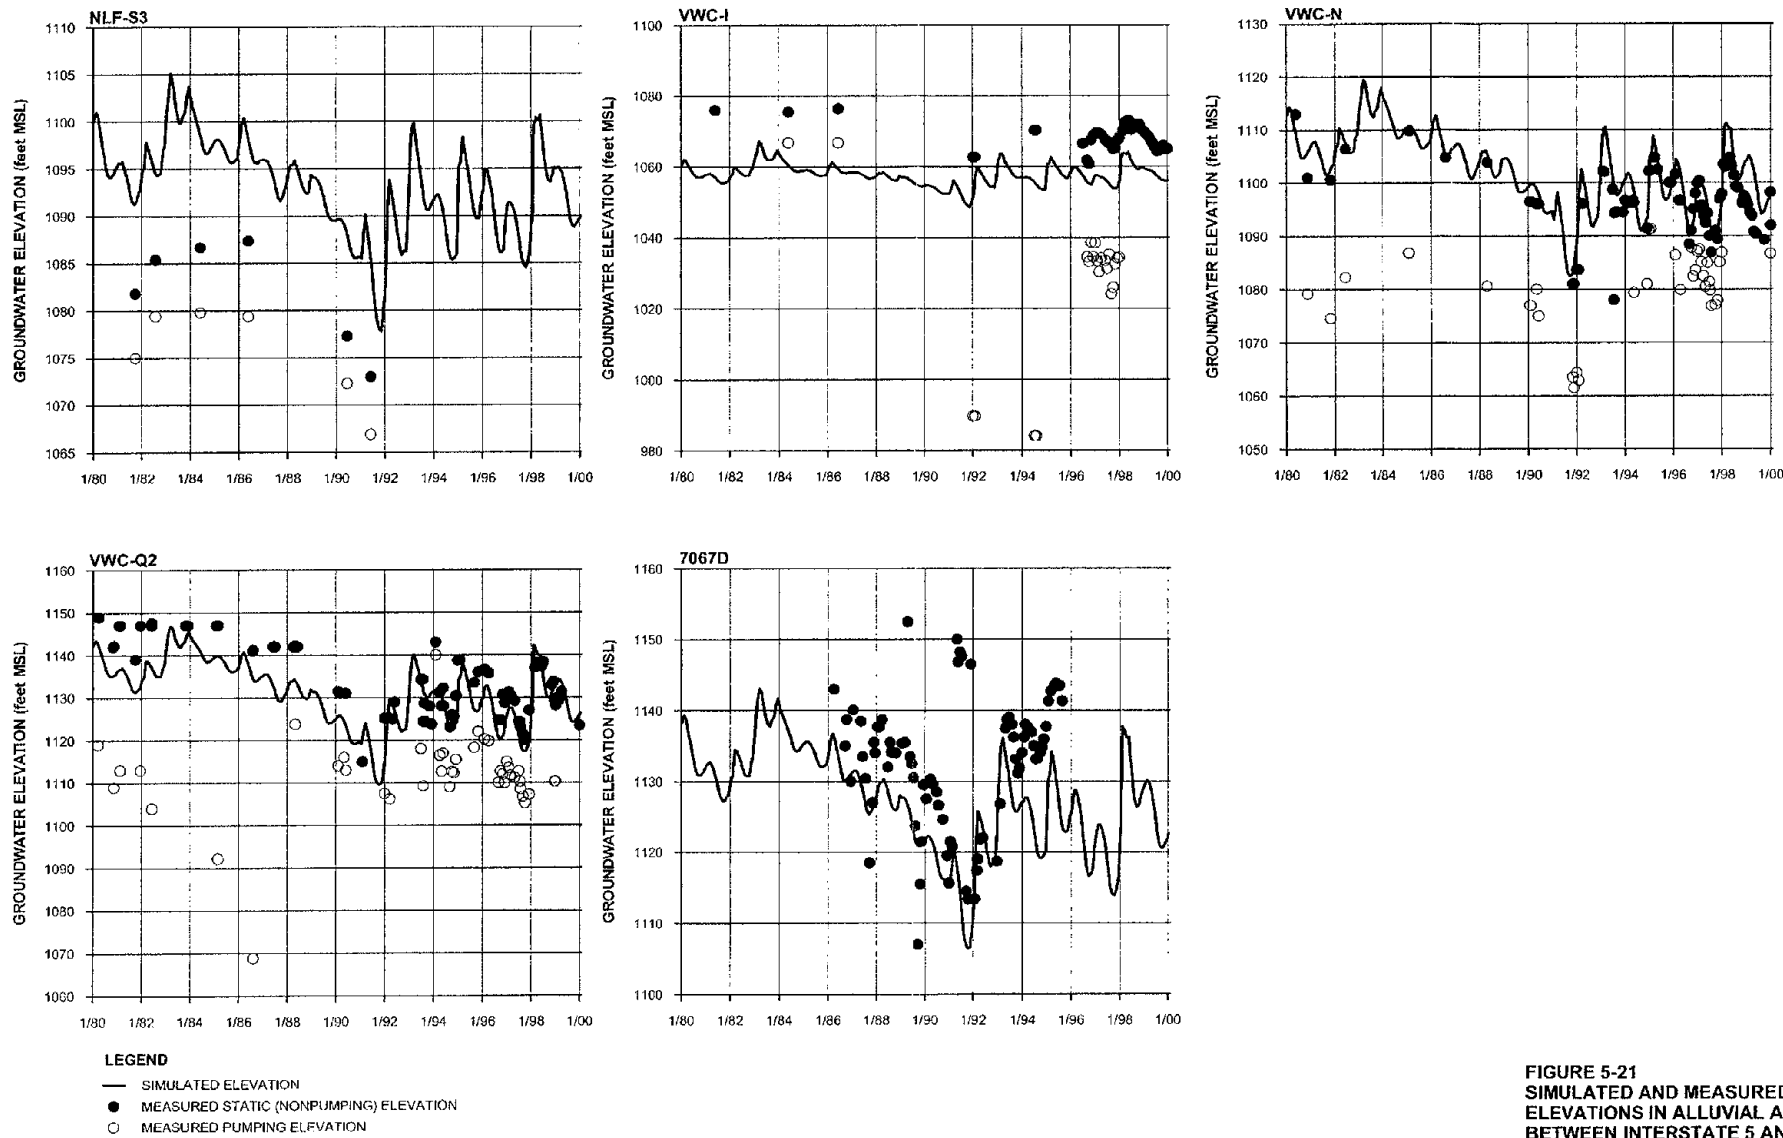 NLF-S3
GROUNDWATER ELEVATION (feet MSL)
1110
1105
1100
1095
1090
1085
1080
1075
1070
1065
1/80 1/82 1/84 1/86 1/88 1/90 1/92 1/94 1/96 1/98 1/00
VWC-I
GROUNDWATER ELEVATION (feet MSL)
1100
1080
1060
1040
1020
1000
980
1/80 1/82 1/84 1/86 1/88 1/90 1/92 1/94 1/96 1/98 1/00
VWC-N
GROUNDWATER ELEVATION (feet MSL)
1130
1120
1110
1100
1090
1080
1070
1060
1050
1/80 1/82 1/84 1/86 1/88 1/90 1/92 1/94 1/96 1/98 1/00
VWC-Q2
GROUNDWATER ELEVATION (feet MSL)
1160
1150
1140
1130
1120
1110
1100
1090
1080
1070
1060
1/80 1/82 1/84 1/86 1/88 1/90 1/92 1/94 1/96 1/98 1/00
7067D
GROUNDWATER ELEVATION (feet MSL)
1160
1150
1140
1130
1120
1110
1100
1/80 1/82 1/84 1/86 1/88 1/90 1/92 1/94 1/96 1/98 1/00
LEGEND
SIMULATED ELEVATION
MEASURED STATIC (NONPUMPING) ELEVATION
MEASURED PUMPING ELEVATION
FIGURE 5-21
SIMULATED AND MEASURED
ELEVATIONS IN ALLUVIAL A
BETWEEN INTERSTATE 5 AN